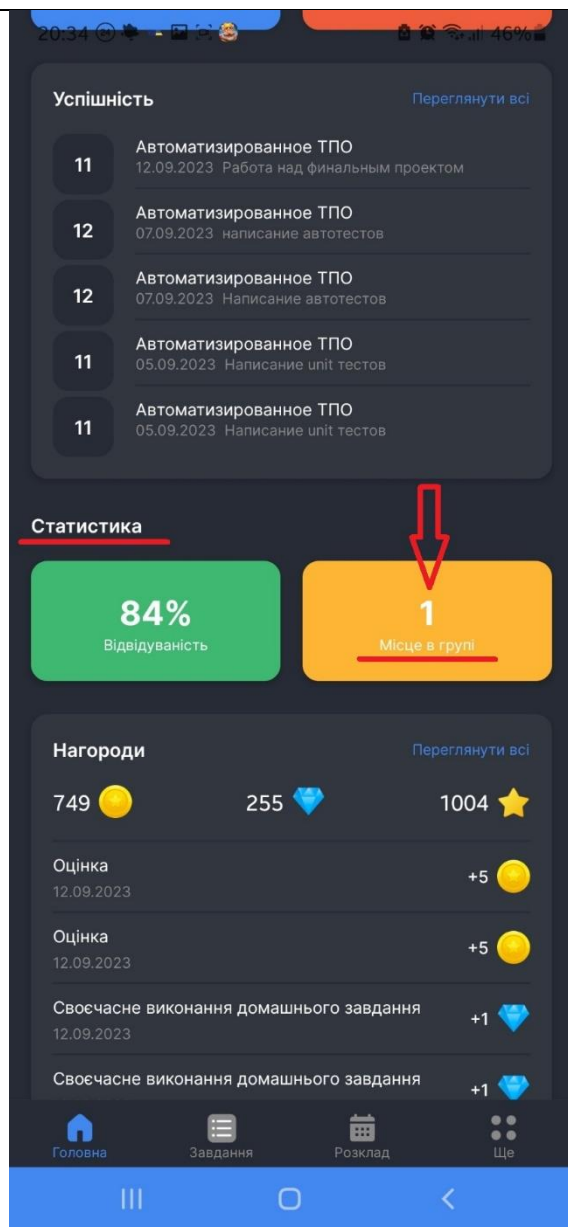 20:34
46%
Успішність
Переглянути всі
11
Автоматизированное ТПО
12.09.2023 Работа над финальным проектом
12
Автоматизированное ТПО
07.09.2023 написание автотестов
12
Автоматизированное ТПО
07.09.2023 Написание автотестов
11
Автоматизированное ТПО
05.09.2023 Написание unit тестов
11
Автоматизированное ТПО
05.09.2023 Написание unit тестов
Статистика
84%
Відвідуваність
1
Місце в групі
Нагороди
Переглянути всі
749
255
1004
Оцінка
12.09.2023
+5
Оцінка
12.09.2023
+5
Своєчасне виконання домашнього завдання
12.09.2023
+1
Своєчасне виконання домашнього завдання
+1
Головна
Завдання
Розклад
Ще